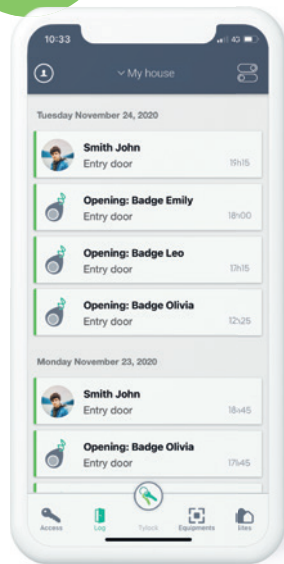 10:33
4G
My house
Tuesday November 24, 2020
Smith John
Entry door
19h15
Opening: Badge Emily
Entry door
18h00
Opening: Badge Leo
Entry door
17h15
Opening: Badge Olivia
Entry door
12h25
Monday November 23, 2020
Smith John
Entry door
18h45
Opening: Badge Olivia
Entry door
17h45
Access
Log
Tylock
Equipments
Sites